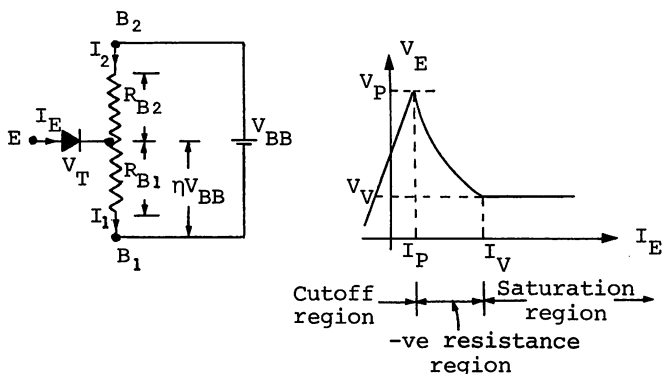 B2
I2
RB2
IE
E
VT
VBB
RB1
ηVBB
I1
B1
VE
VP
VV
IP
IV
IE
Cutoff region
Saturation region
-ve resistance region